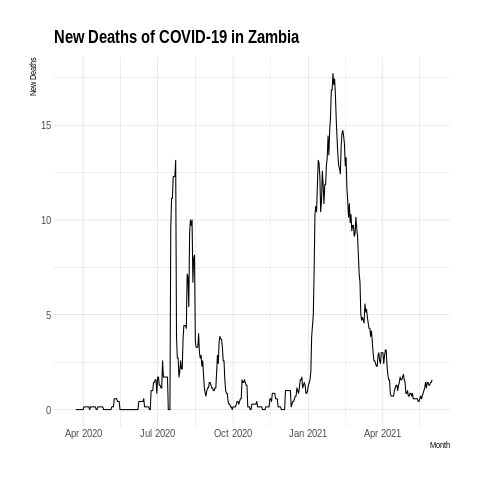 New Deaths of COVID-19 in Zambia
New Deaths
15
10
5
0
Apr 2020 Jul 2020 Oct 2020 Jan 2021 Apr 2021
Month